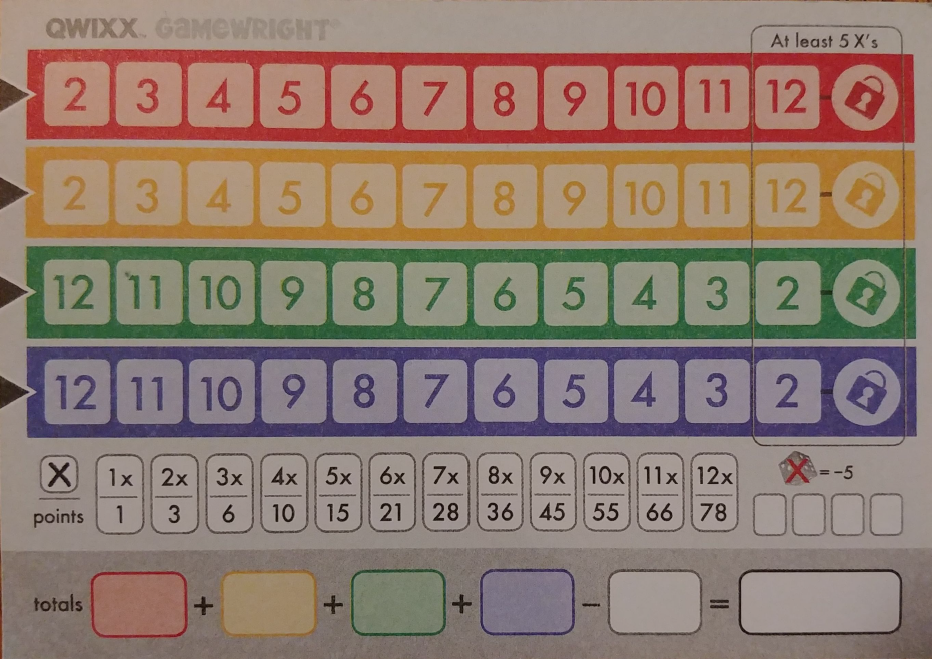 QWIXX™ GAMEWRIGHT®
At least 5 X's
2 3 4 5 6 7 8 9 10 11 12
2 3 4 5 6 7 8 9 10 11 12
12 11 10 9 8 7 6 5 4 3 2
12 11 10 9 8 7 6 5 4 3 2
X 1x 2x 3x 4x 5x 6x 7x 8x 9x 10x 11x 12x X = -5
points 1 3 6 10 15 21 28 36 45 55 66 78
totals + + + - =